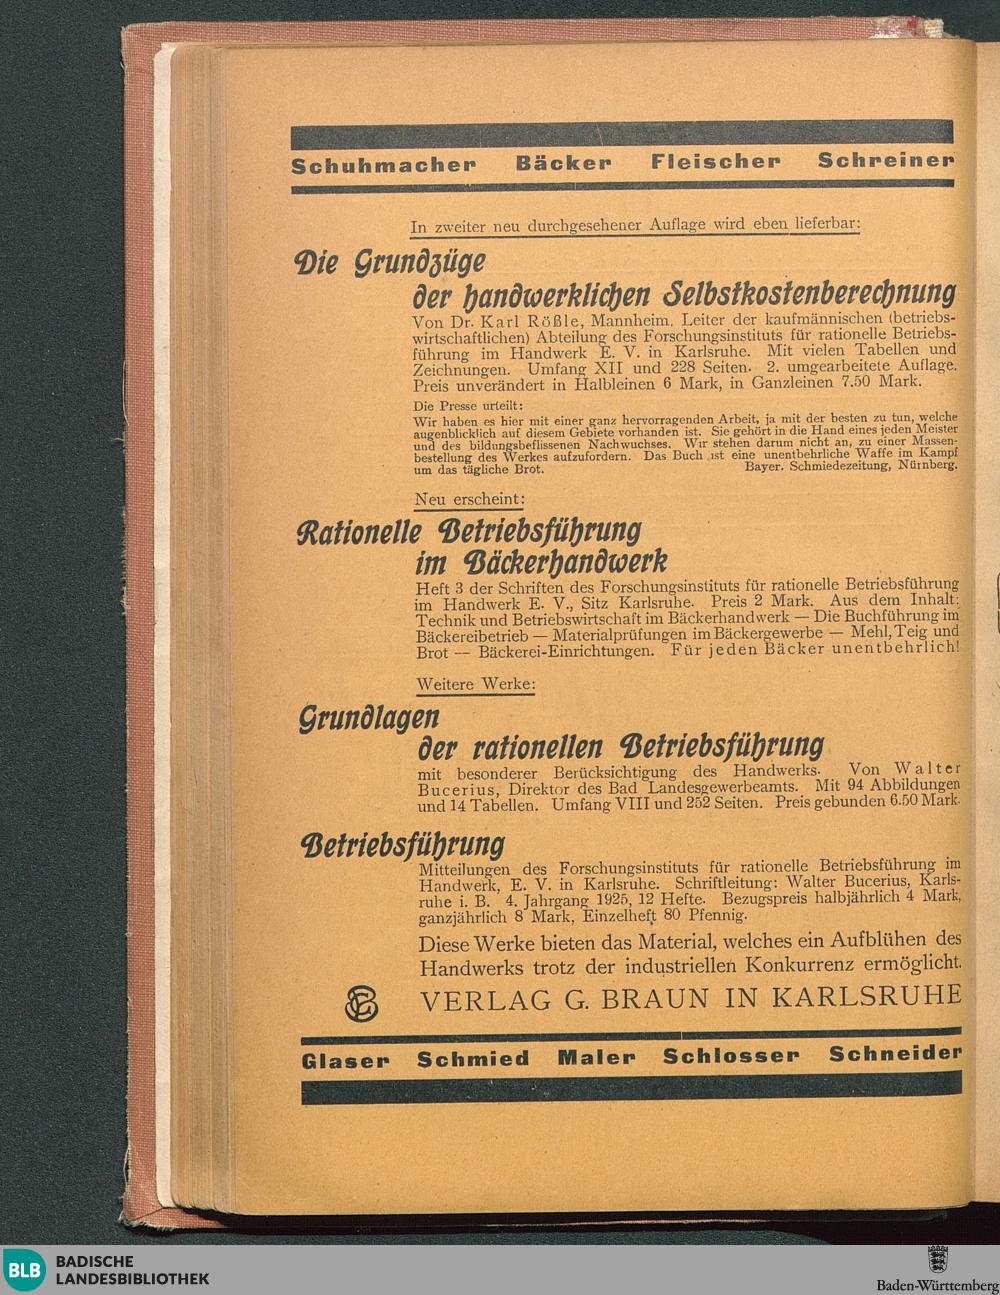 Schuhmacher Bäcker Fleischer Schreiner
In zweiter neu durchgesehener Auflage wird eben lieferbar:
Die Grundzüge
der handwerklichen Selbstkostenberechnung
Von Dr. Karl Rößle, Mannheim, Leiter der kaufmännischen (betriebs-
wirtschaftlichen) Abteilung des Forschungsinstituts für rationelle Betriebs-
führung im Handwerk E. V. in Karlsruhe. Mit vielen Tabellen und
Zeichnungen. Umfang XII und 228 Seiten. 2. umgearbeitete Auflage.
Preis unverändert in Halbleinen 6 Mark, in Ganzleinen 7.50 Mark.
Die Presse urteilt:
Wir haben es hier mit einer ganz hervorragenden Arbeit, ja mit der besten zu tun, welche
augenblicklich auf diesem Gebiete vorhanden ist. Sie gehört in die Hand eines jeden Meister
und des bildungsbeflissenen Nachwuchses. Wir stehen darum nicht an, zu einer Massen-
bestellung des Werkes aufzufordern. Das Buch ist eine unentbehrliche Waffe im Kampf
um das tägliche Brot. Bayer. Schmiedezeitung, Nürnberg.
Neu erscheint:
Rationelle Betriebsführung
im Bäckerhandwerk
Heft 3 der Schriften des Forschungsinstituts für rationelle Betriebsführung
im Handwerk E. V., Sitz Karlsruhe. Preis 2 Mark. Aus dem Inhalt:
Technik und Betriebswirtschaft im Bäckerhandwerk — Die Buchführung im
Bäckereibetrieb — Materialprüfungen im Bäckergewerbe — Mehl, Teig und
Brot — Bäckerei-Einrichtungen. Für jeden Bäcker unentbehrlich!
Weitere Werke:
Grundlagen
der rationellen Betriebsführung
mit besonderer Berücksichtigung des Handwerks. Von Walter
Bucerius, Direktor des Bad Landesgewerbeamts. Mit 94 Abbildungen
und 14 Tabellen. Umfang VIII und 252 Seiten. Preis gebunden 6.50 Mark.
Betriebsführung
Mitteilungen des Forschungsinstituts für rationelle Betriebsführung im
Handwerk, E. V. in Karlsruhe. Schriftleitung: Walter Bucerius, Karls-
ruhe i. B. 4. Jahrgang 1925, 12 Hefte. Bezugspreis halbjährlich 4 Mark,
ganzjährlich 8 Mark, Einzelheft 80 Pfennig.
Diese Werke bieten das Material, welches ein Aufblühen des
Handwerks trotz der industriellen Konkurrenz ermöglicht.
VERLAG G. BRAUN IN KARLSRUHE
Glaser Schmied Maler Schlosser Schneider
BLB BADISCHE
LANDESBIBLIOTHEK
Baden-Württemberg